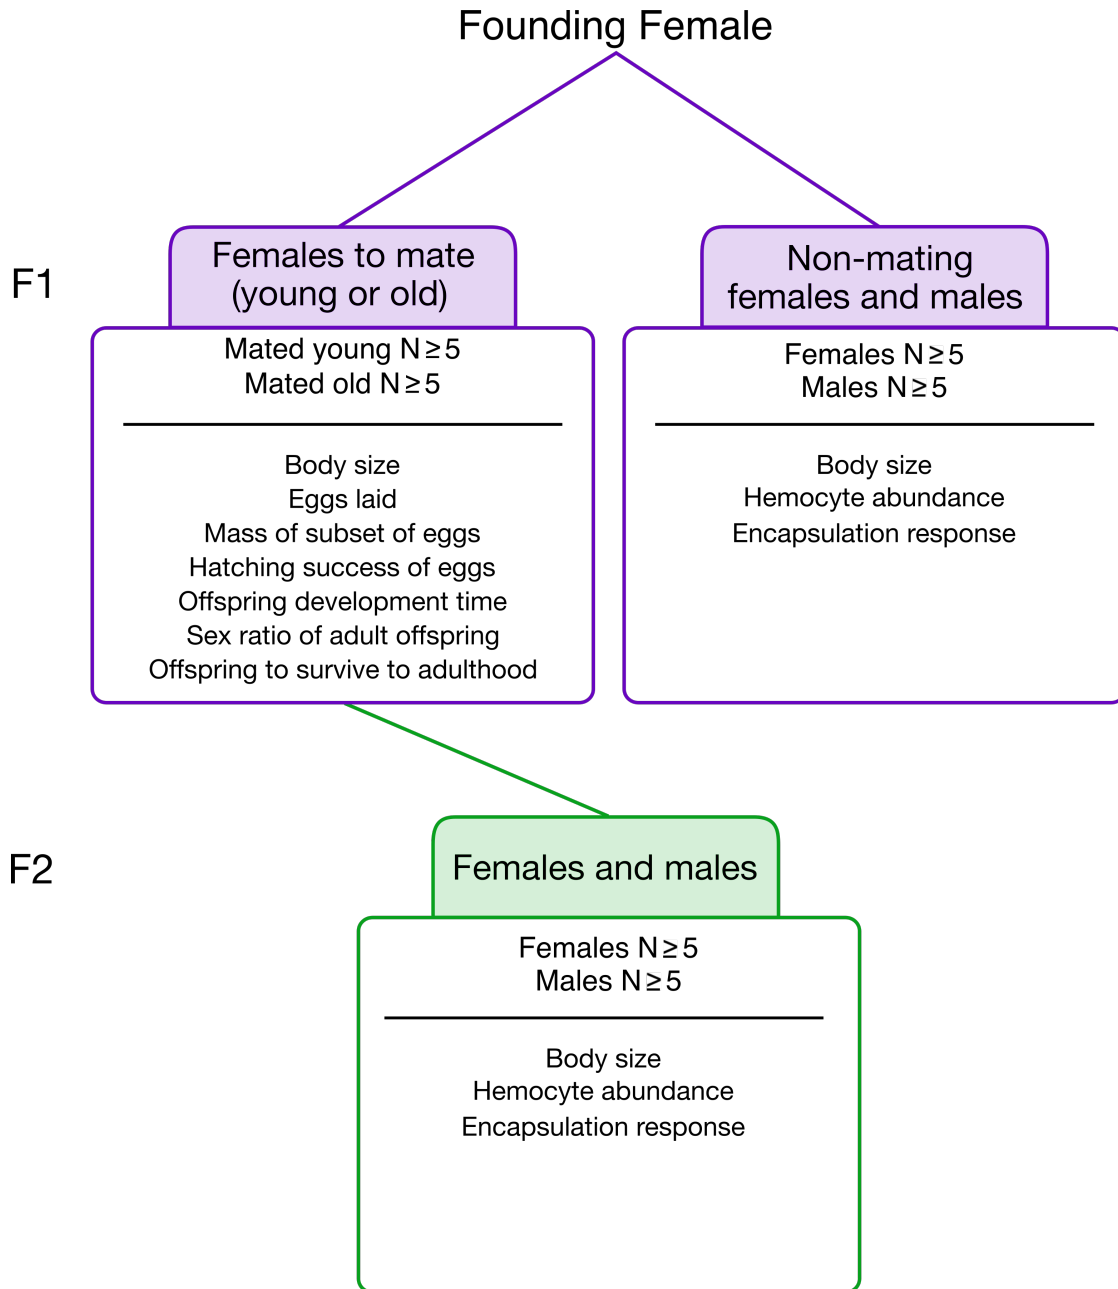 Founding Female
F1
Females to mate
(young or old)
Mated young N ≥ 5
Mated old N ≥ 5
Body size
Eggs laid
Mass of subset of eggs
Hatching success of eggs
Offspring development time
Sex ratio of adult offspring
Offspring to survive to adulthood
Non-mating
females and males
Females N ≥ 5
Males N ≥ 5
Body size
Hemocyte abundance
Encapsulation response
F2
Females and males
Females N ≥ 5
Males N ≥ 5
Body size
Hemocyte abundance
Encapsulation response